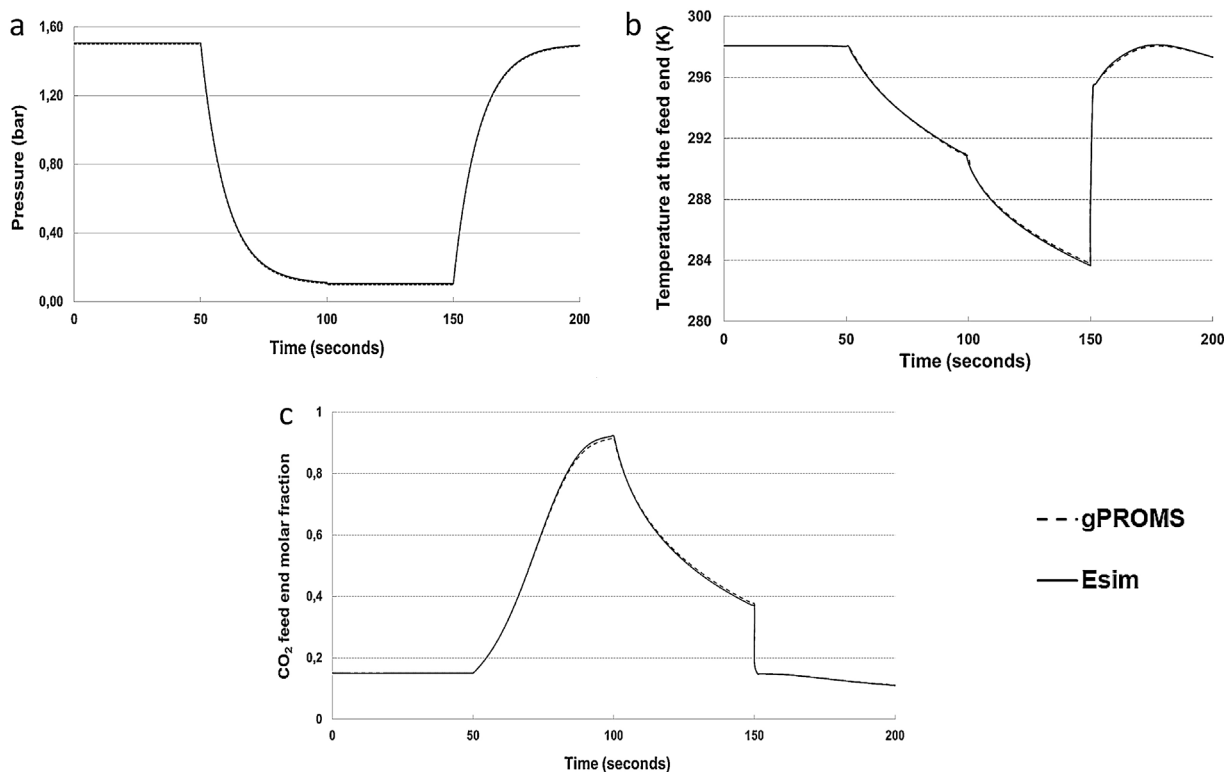 a
1,60
1,20
0,80
0,40
0,00
Pressure (bar)
0 50 100 150 200
Time (seconds)
b
300
296
292
288
284
280
Temperature at the feed end (K)
0 50 100 150 200
Time (seconds)
c
1
0,8
0,6
0,4
0,2
0
CO₂ feed end molar fraction
0 50 100 150 200
Time (seconds)
gPROMS
Esim